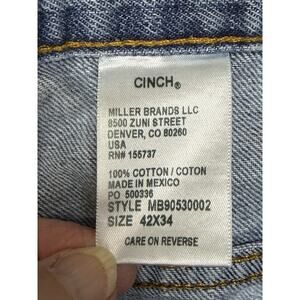 CINCH®
MILLER BRANDS LLC
8500 ZUNI STREET
DENVER, CO 80260
USA
RN# 155737
100% COTTON / COTON
MADE IN MEXICO
PO 500336
STYLE MB90530002
SIZE 42X34
CARE ON REVERSE